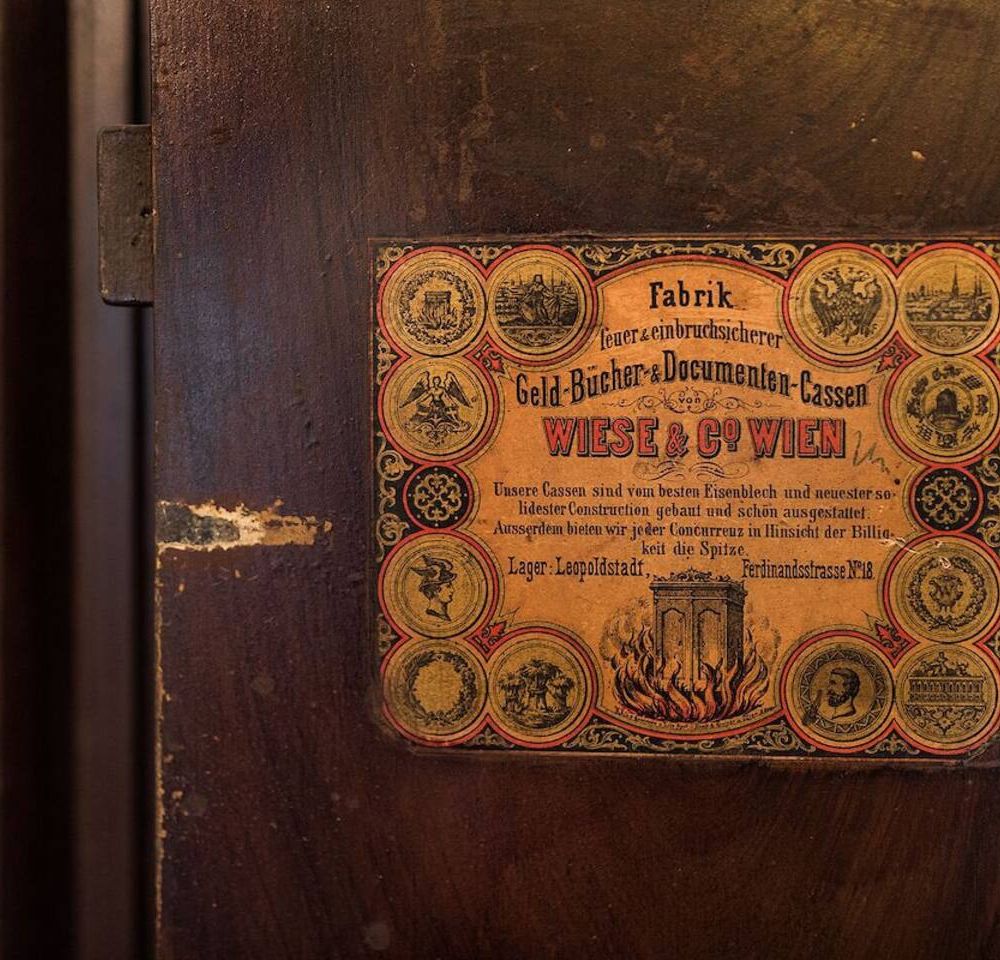 Fabrik
feuer & einbruchsicherer
Geld-Bücher-& Documenten-Cassen
von
WIESE & Co WIEN
Unsere Cassen sind vom besten Eisenblech und neuester so-
lidester Construction gebaut und schön ausgestattet.
Ausserdem bieten wir jeder Concurrenz in Hinsicht der Billig-
keit die Spitze.
Lager: Leopoldstadt, Ferdinandsstrasse No 18.